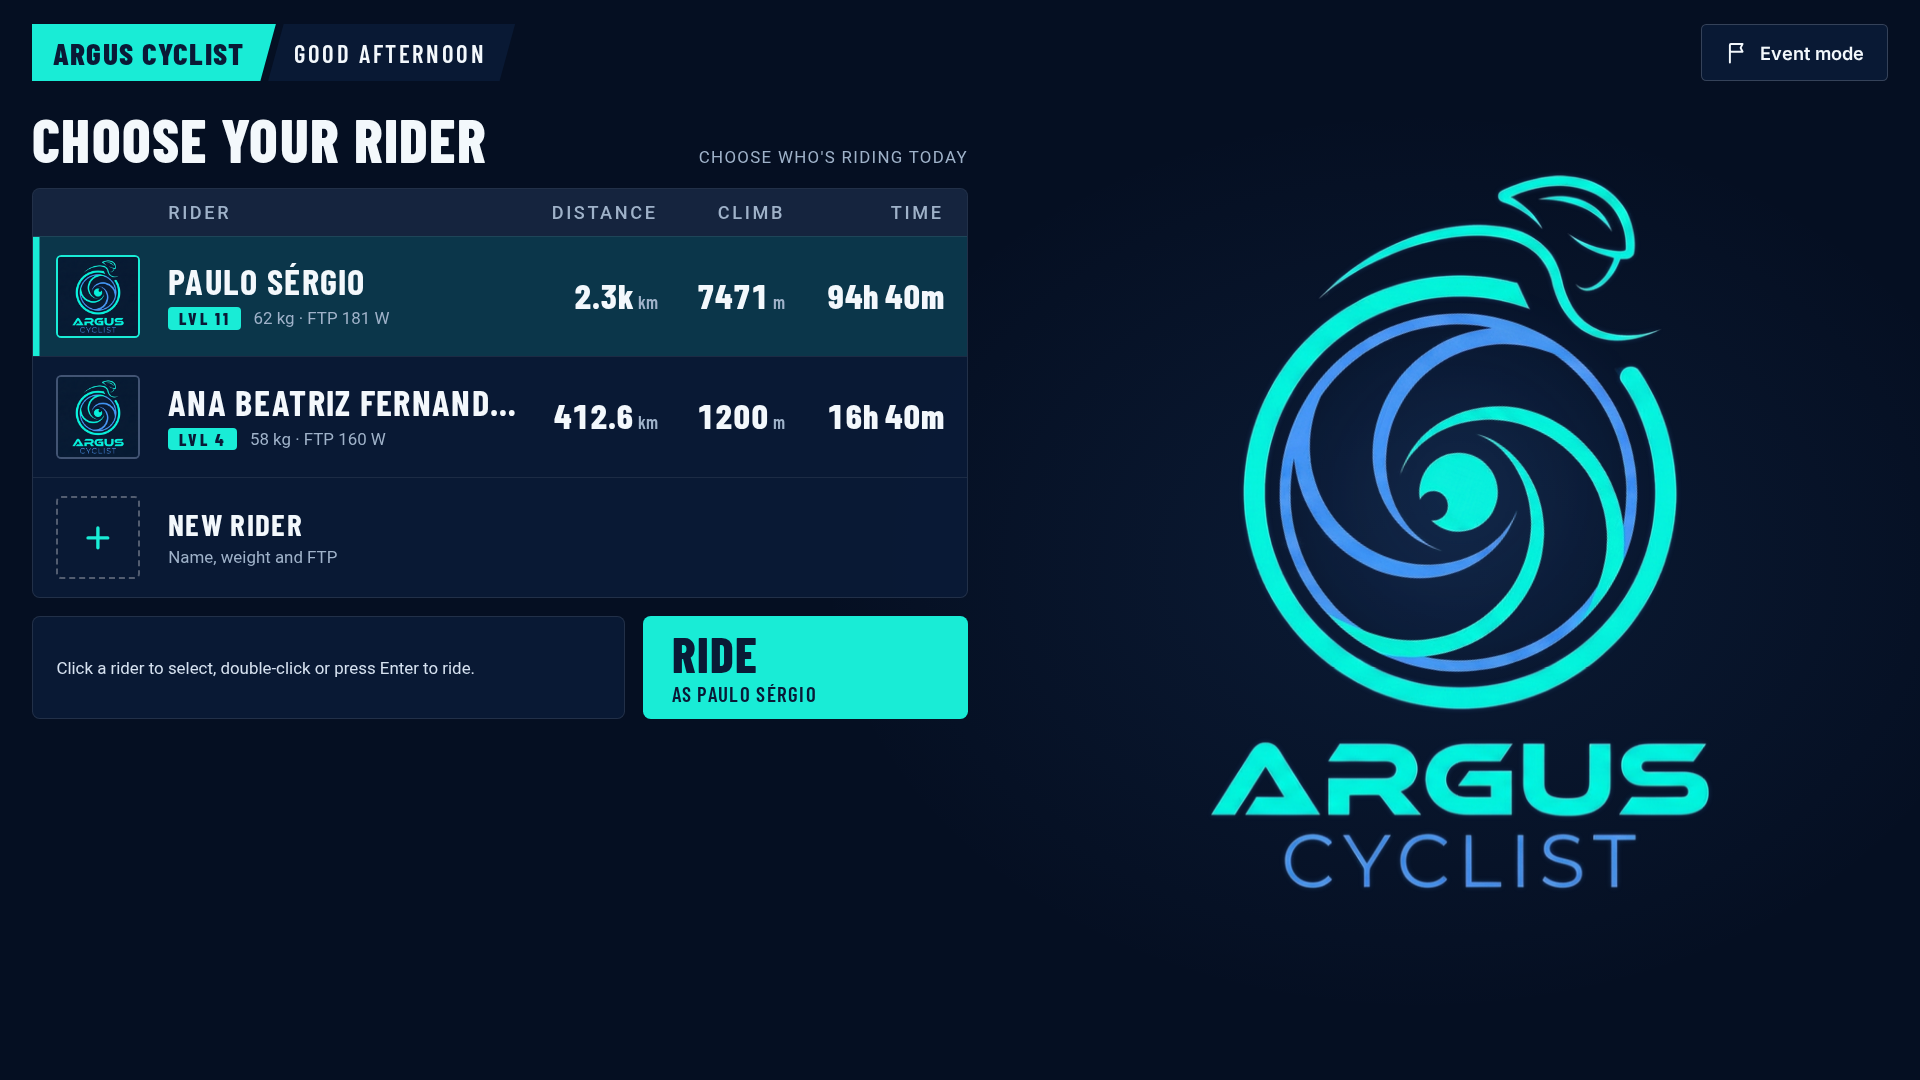 ARGUS CYCLIST
GOOD AFTERNOON
Event mode
CHOOSE YOUR RIDER
CHOOSE WHO'S RIDING TODAY
RIDER DISTANCE CLIMB TIME
ARGUS
CYCLIST
PAULO SÉRGIO
LVL 11 62 kg · FTP 181 W
2.3k km 7471 m 94h 40m
ARGUS
CYCLIST
ANA BEATRIZ FERNAND...
LVL 4 58 kg · FTP 160 W
412.6 km 1200 m 16h 40m
NEW RIDER
Name, weight and FTP
Click a rider to select, double-click or press Enter to ride.
RIDE
AS PAULO SÉRGIO
ARGUS
CYCLIST